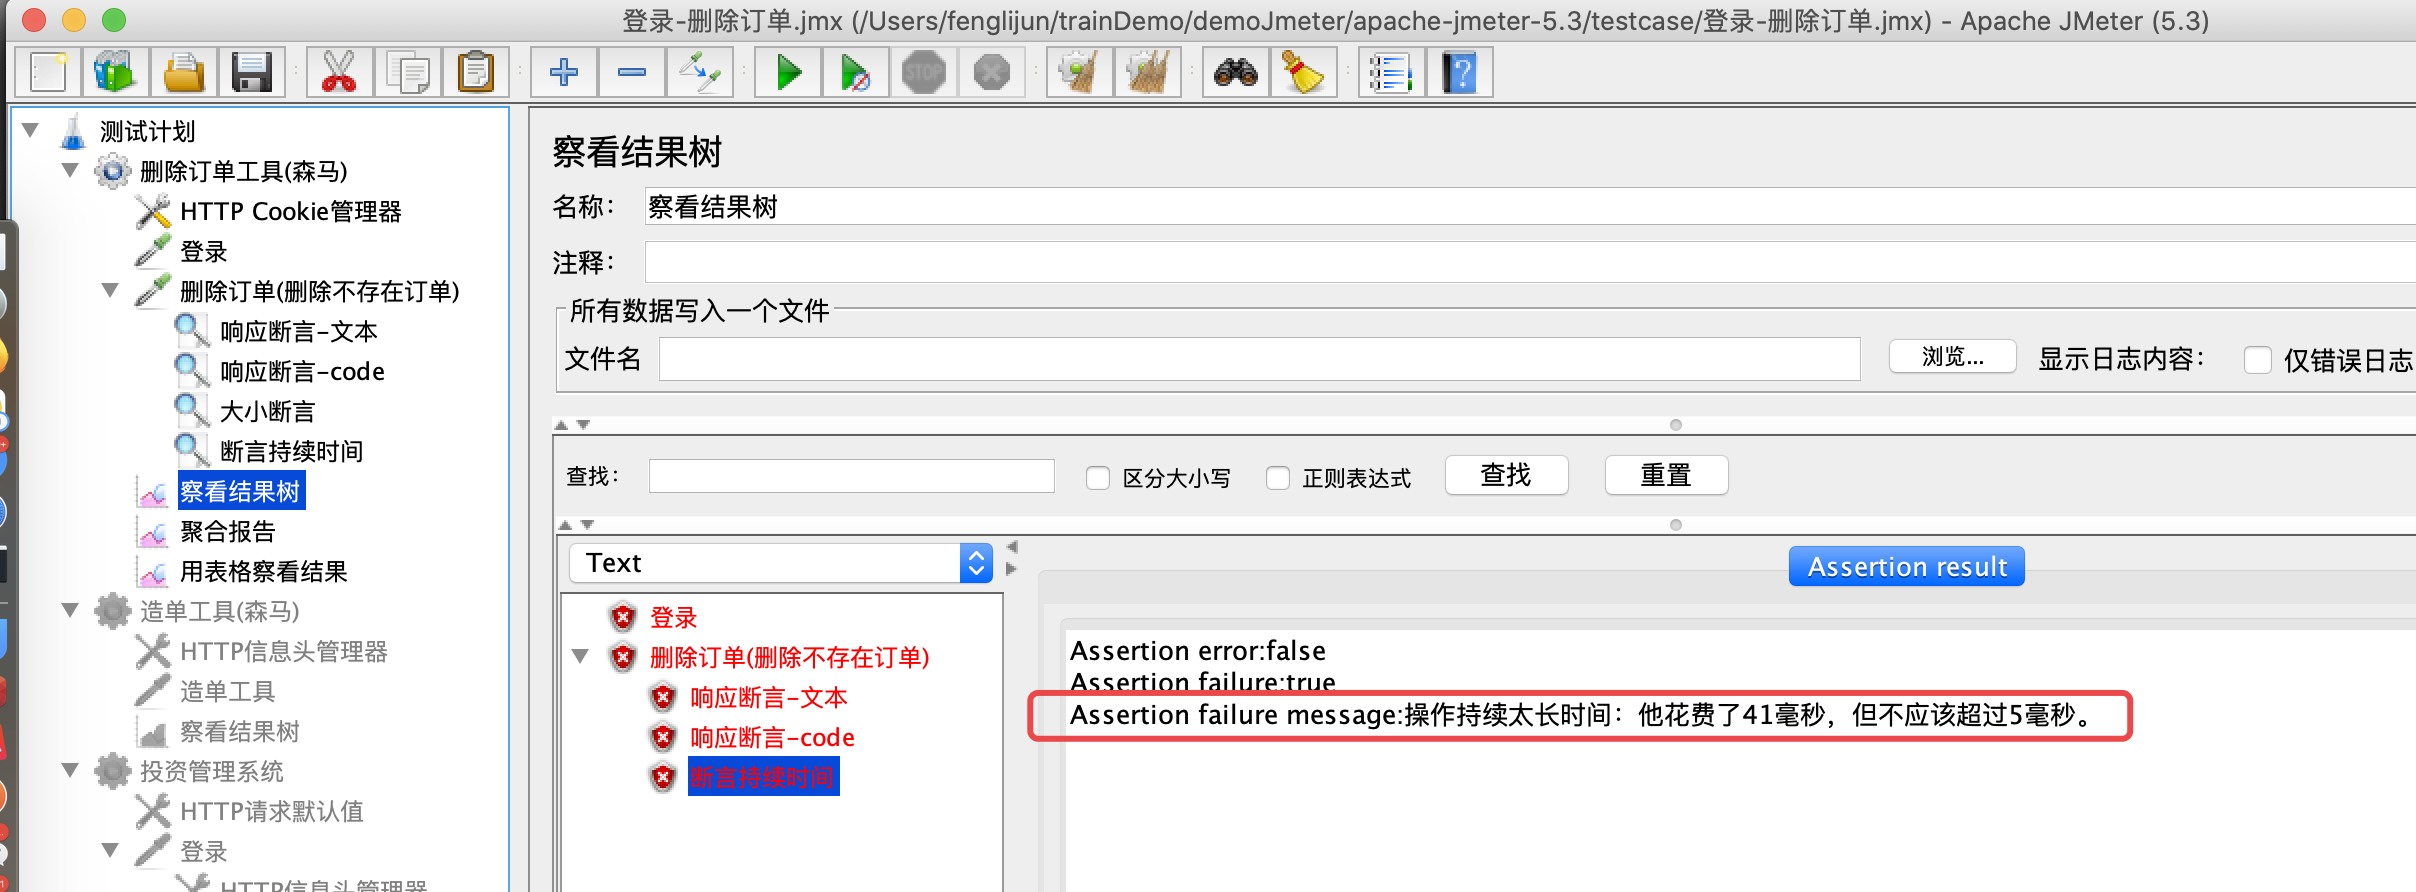 登录-删除订单.jmx (/Users/fenglijun/trainDemo/demoJmeter/apache-jmeter-5.3/testcase/登录-删除订单.jmx) - Apache JMeter (5.3)
STOP
测试计划
删除订单工具(森马)
HTTP Cookie管理器
登录
删除订单(删除不存在订单)
响应断言-文本
响应断言-code
大小断言
断言持续时间
察看结果树
聚合报告
用表格察看结果
造单工具(森马)
HTTP信息头管理器
造单工具
察看结果树
投资管理系统
HTTP请求默认值
登录
HTTP信息头管理器
察看结果树
名称： 察看结果树
注释：
所有数据写入一个文件
文件名 浏览... 显示日志内容： 仅错误日志
查找： 区分大小写 正则表达式 查找 重置
Text
登录
删除订单(删除不存在订单)
响应断言-文本
响应断言-code
断言持续时间
Assertion result
Assertion error:false
Assertion failure:true
Assertion failure message:操作持续太长时间：他花费了41毫秒，但不应该超过5毫秒。